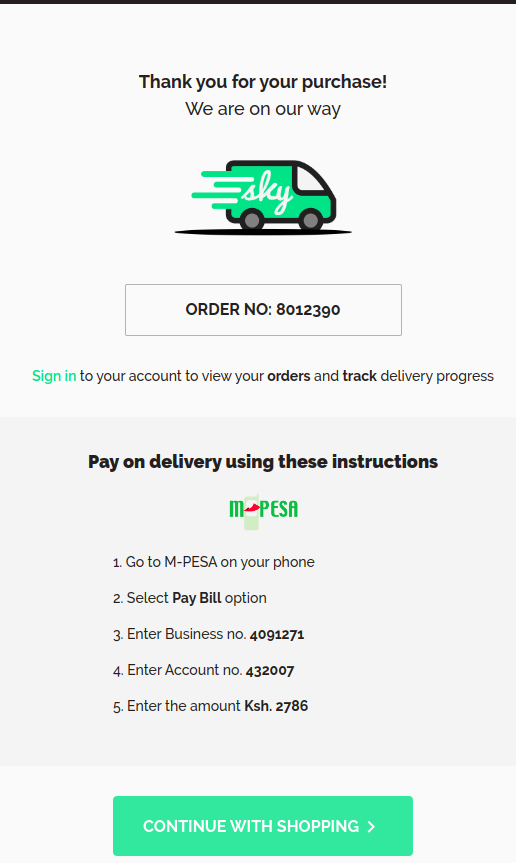 Thank you for your purchase!
We are on our way
sky
ORDER NO: 8012390
Sign in to your account to view your orders and track delivery progress
Pay on delivery using these instructions
M-PESA
1. Go to M-PESA on your phone
2. Select Pay Bill option
3. Enter Business no. 4091271
4. Enter Account no. 432007
5. Enter the amount Ksh. 2786
CONTINUE WITH SHOPPING